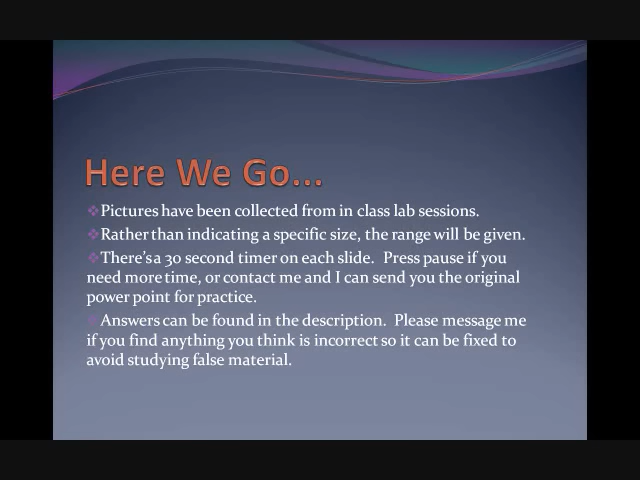 Here We Go...
❖Pictures have been collected from in class lab sessions.
❖Rather than indicating a specific size, the range will be given.
❖There's a 30 second timer on each slide.  Press pause if you
need more time, or contact me and I can send you the original
power point for practice.
❖Answers can be found in the description.  Please message me
if you find anything you think is incorrect so it can be fixed to
avoid studying false material.